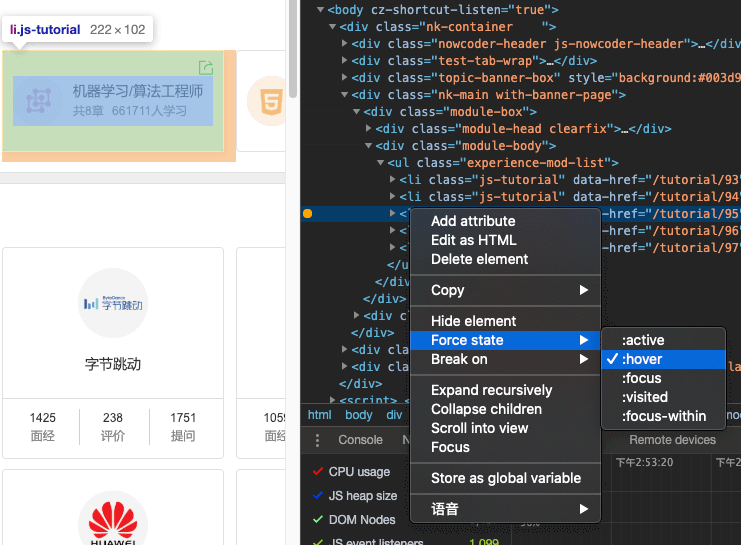 li.js-tutorial 222 × 102
机器学习/算法工程师
共8章 661711人学习
ByteDance
字节跳动
字节跳动
1425 238 1751 1059
面经 评价 提问 面经
HUAWEI
▼<body cz-shortcut-listen="true">
▼<div class="nk-container ">
▶<div class="nowcoder-header js-nowcoder-header">…</div>
▶<div class="test-tab-wrap">…</div>
▶<div class="topic-banner-box" style="background:#003d9
▼<div class="nk-main with-banner-page">
▼<div class="module-box">
▶<div class="module-head clearfix">…</div>
▼<div class="module-body">
▼<ul class="experience-mod-list">
▶<li class="js-tutorial" data-href="/tutorial/93
▶<li class="js-tutorial" data-href="/tutorial/94
-href="/tutorial/95
-href="/tutorial/96
-href="/tutorial/97
</u
</di
</div>
▶<div c
</div>
▶<div cla
▶<div cla
</div>
▶<script> <
html body div
Add attribute
Edit as HTML
Delete element
Copy ▶
Hide element
Force state ▶
Break on ▶
Expand recursively
Collapse children
Scroll into view
Focus
Store as global variable
语音 ▶
:active
✓ :hover
:focus
:visited
:focus-within
Console
Remote devices
下午2:53:20
CPU usage
JS heap size
DOM Nodes
JS event listeners 1,099